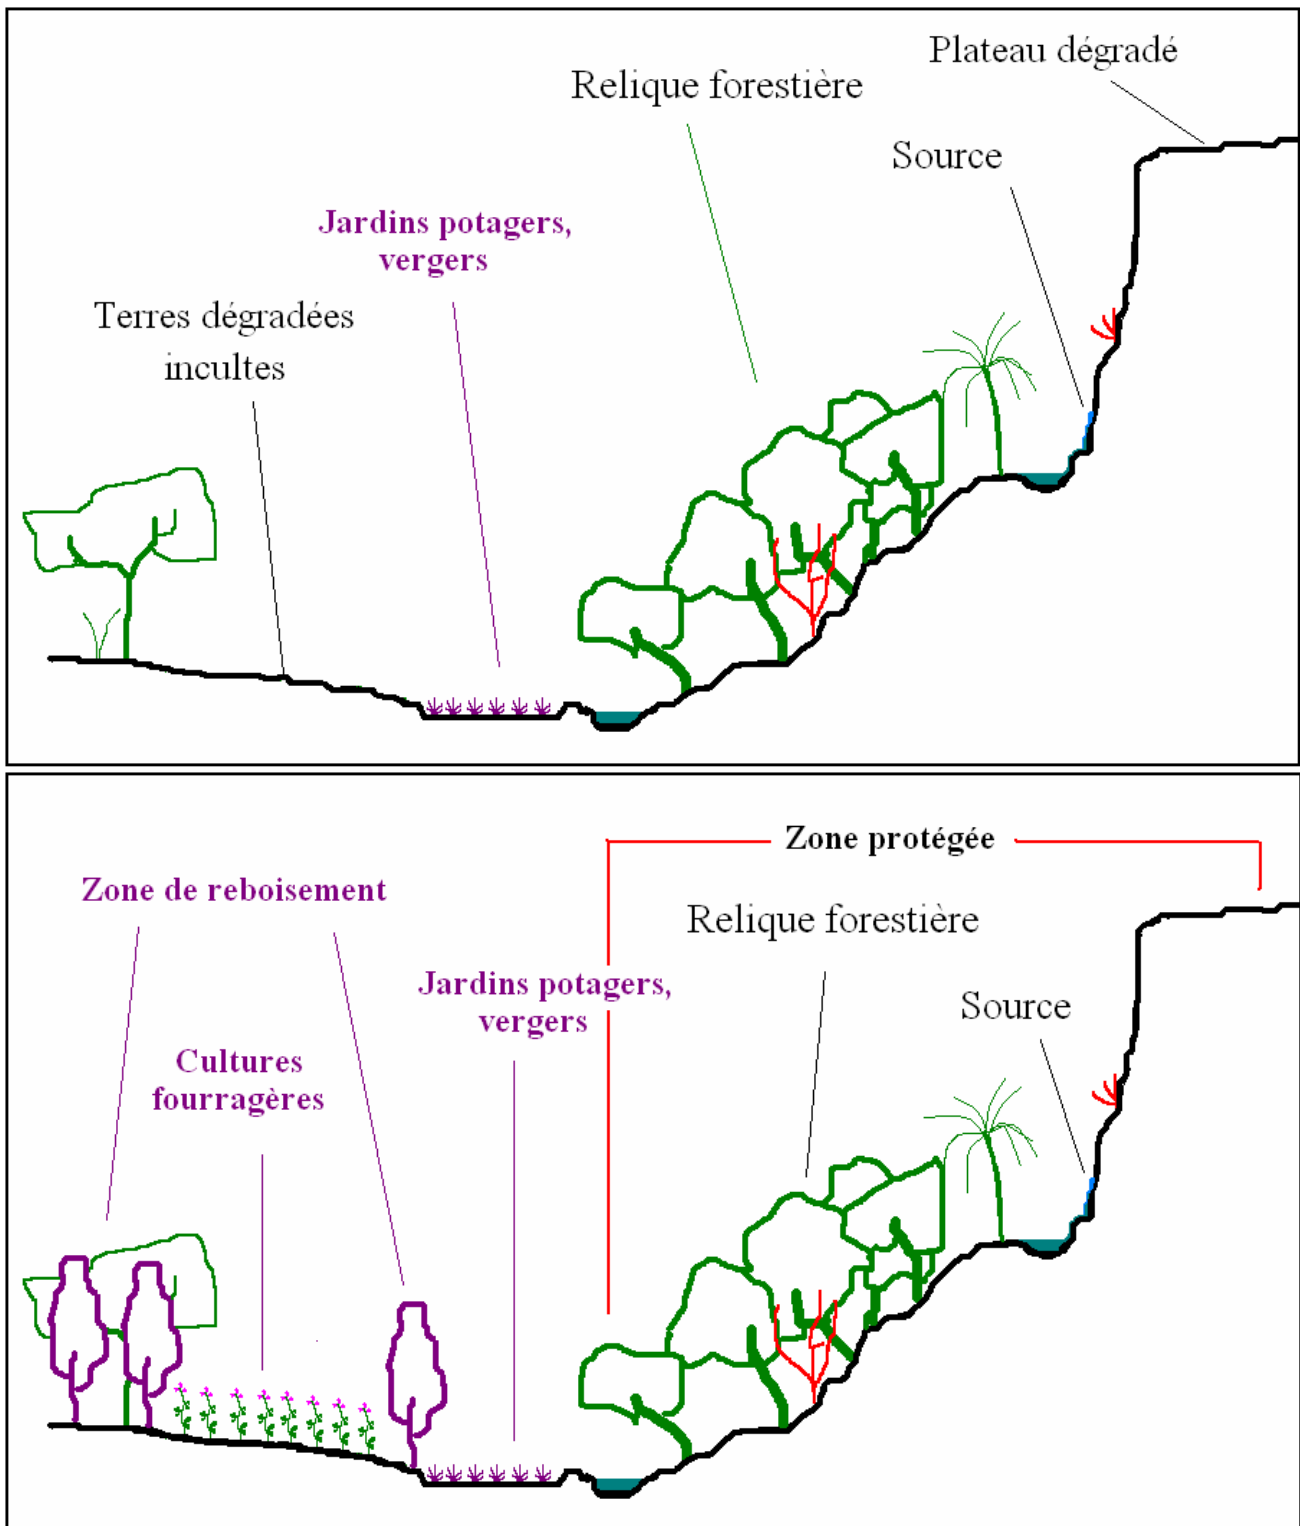 Plateau dégradé
Relique forestière
Source
Jardins potagers,
vergers
Terres dégradées
incultes
Zone protégée
Zone de reboisement
Relique forestière
Jardins potagers,
vergers
Source
Cultures
fourragères